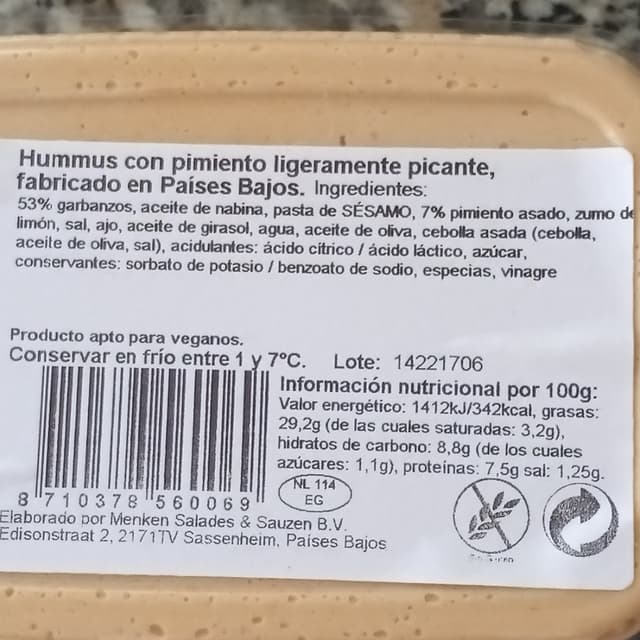 Hummus con pimiento ligeramente picante,
fabricado en Países Bajos. Ingredientes:
53% garbanzos, aceite de nabina, pasta de SÉSAMO, 7% pimiento asado, zumo de
limón, sal, ajo, aceite de girasol, agua, aceite de oliva, cebolla asada (cebolla,
aceite de oliva, sal), acidulantes: ácido cítrico / ácido láctico, azúcar,
conservantes: sorbato de potasio / benzoato de sodio, especias, vinagre
Producto apto para veganos.
Conservar en frío entre 1 y 7°C. Lote: 14221706
Información nutricional por 100g:
Valor energético: 1412kJ/342kcal, grasas:
29,2g (de las cuales saturadas: 3,2g),
hidratos de carbono: 8,8g (de los cuales
azúcares: 1,1g), proteínas: 7,5g sal: 1,25g.
8 710378 560069
NL 114
EG
Elaborado por Menken Salades & Sauzen B.V.
Edisonstraat 2, 2171TV Sassenheim, Países Bajos